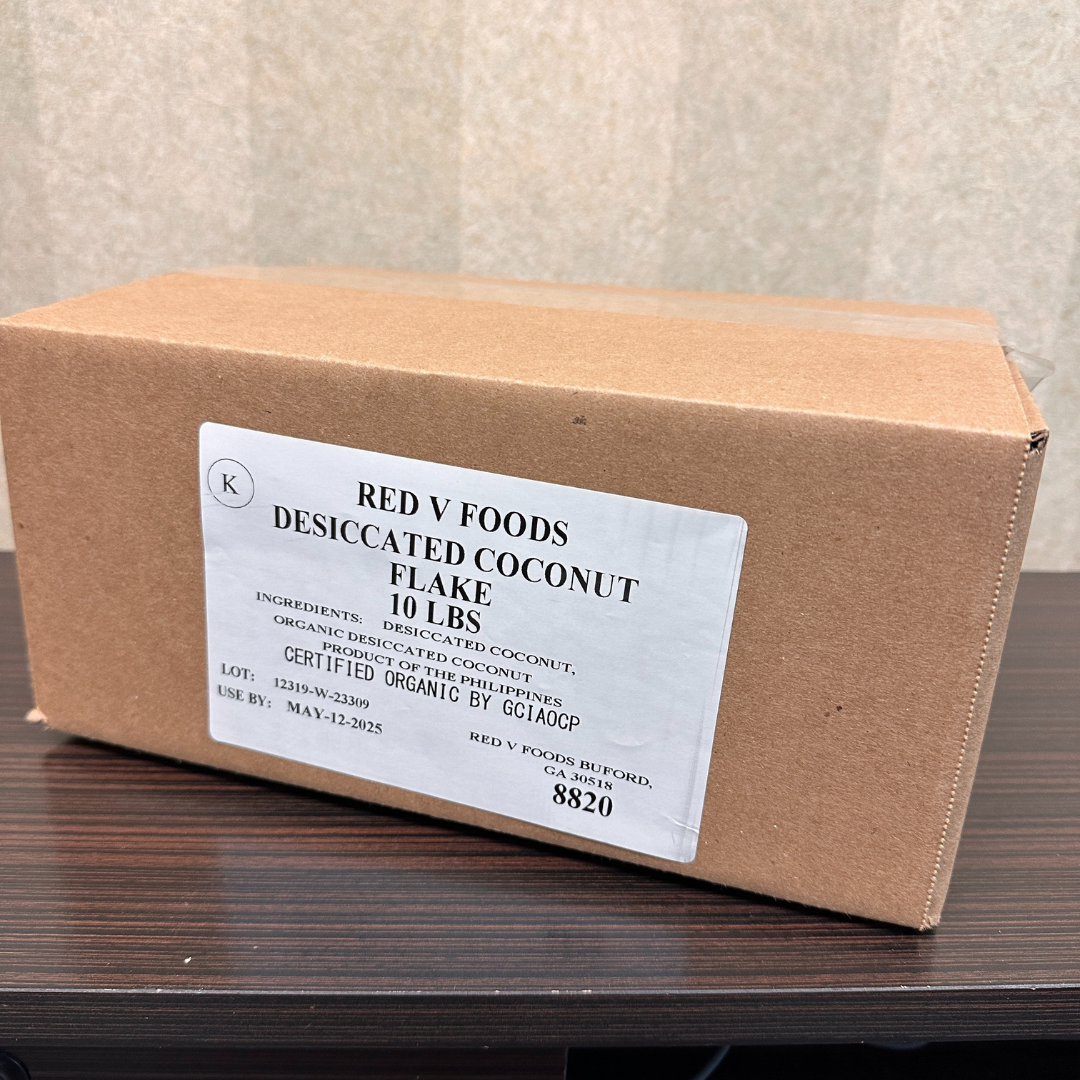 K
RED V FOODS
DESICCATED COCONUT
FLAKE
10 LBS
INGREDIENTS: DESICCATED COCONUT,
ORGANIC DESICCATED COCONUT
PRODUCT OF THE PHILIPPINES
CERTIFIED ORGANIC BY GCIAOCP
LOT: 12319-W-23309
USE BY: MAY-12-2025
RED V FOODS BUFORD,
GA 30518
8820